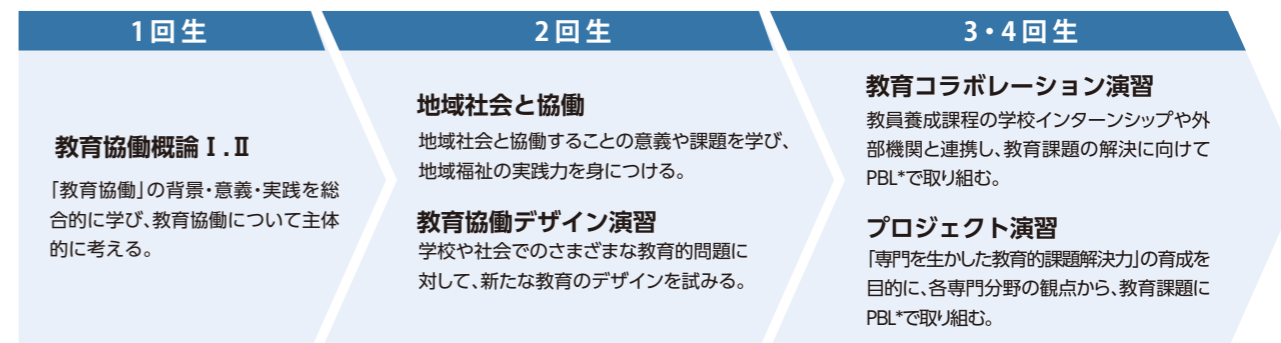 1回生
教育協働概論Ⅰ.Ⅱ
「教育協働」の背景・意義・実践を総
合的に学び、教育協働について主体
的に考える。
2回生
地域社会と協働
地域社会と協働することの意義や課題を学び、
地域福祉の実践力を身につける。
教育協働デザイン演習
学校や社会でのさまざまな教育的問題に
対して、新たな教育のデザインを試みる。
3・4回生
教育コラボレーション演習
教員養成課程の学校インターンシップや外
部機関と連携し、教育課題の解決に向けて
PBL*で取り組む。
プロジェクト演習
「専門を生かした教育的課題解決力」の育成を
目的に、各専門分野の観点から、教育課題に
PBL*で取り組む。